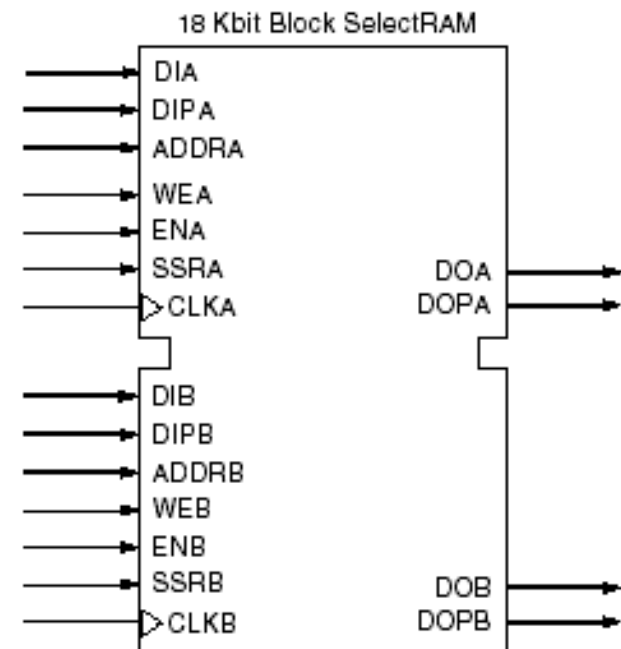 18 Kbit Block SelectRAM
DIA
DIPA
ADDRA
WEA
ENA
SSRA
DOA
CLKA
DOPA
DIB
DIPB
ADDRB
WEB
ENB
SSRB
DOB
CLKB
DOPB